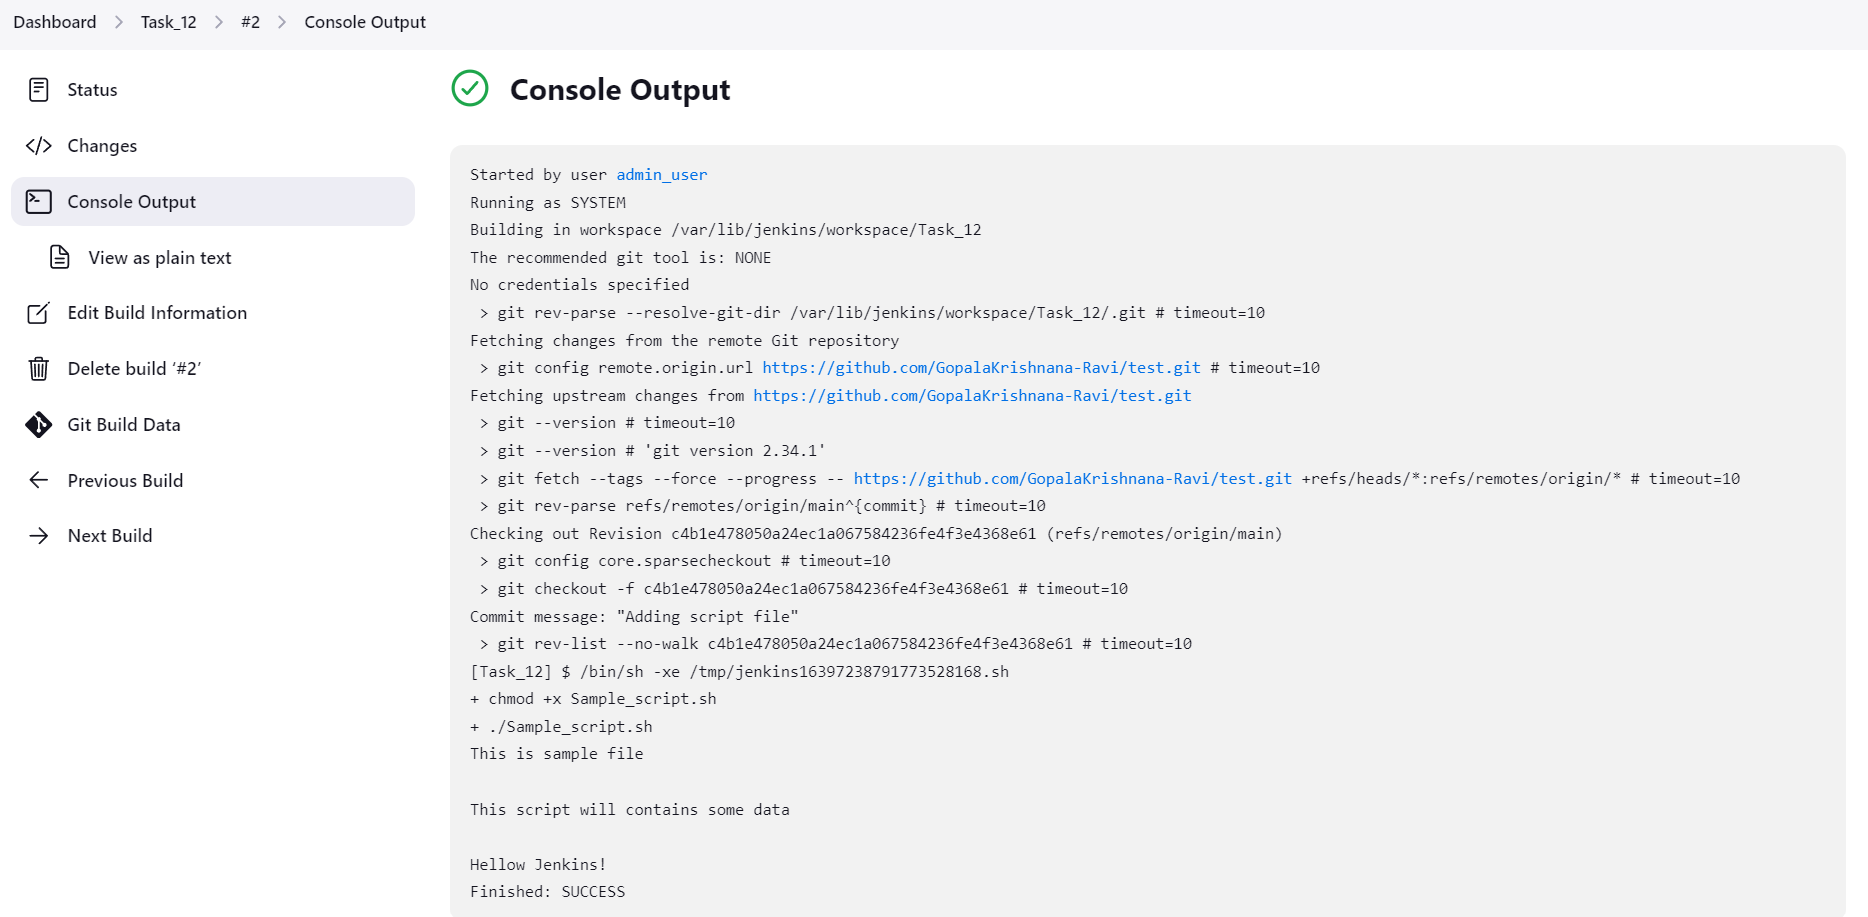 Dashboard > Task_12 > #2 > Console Output
Status
Changes
Console Output
View as plain text
Edit Build Information
Delete build ‘#2’
Git Build Data
Previous Build
Next Build
Console Output
Started by user admin_user
Running as SYSTEM
Building in workspace /var/lib/jenkins/workspace/Task_12
The recommended git tool is: NONE
No credentials specified
 > git rev-parse --resolve-git-dir /var/lib/jenkins/workspace/Task_12/.git # timeout=10
Fetching changes from the remote Git repository
 > git config remote.origin.url https://github.com/GopalaKrishnana-Ravi/test.git # timeout=10
Fetching upstream changes from https://github.com/GopalaKrishnana-Ravi/test.git
 > git --version # timeout=10
 > git --version # 'git version 2.34.1'
 > git fetch --tags --force --progress -- https://github.com/GopalaKrishnana-Ravi/test.git +refs/heads/*:refs/remotes/origin/* # timeout=10
 > git rev-parse refs/remotes/origin/main^{commit} # timeout=10
Checking out Revision c4b1e478050a24ec1a067584236fe4f3e4368e61 (refs/remotes/origin/main)
 > git config core.sparsecheckout # timeout=10
 > git checkout -f c4b1e478050a24ec1a067584236fe4f3e4368e61 # timeout=10
Commit message: "Adding script file"
 > git rev-list --no-walk c4b1e478050a24ec1a067584236fe4f3e4368e61 # timeout=10
[Task_12] $ /bin/sh -xe /tmp/jenkins16397238791773528168.sh
+ chmod +x Sample_script.sh
+ ./Sample_script.sh
This is sample file
This script will contains some data
Hellow Jenkins!
Finished: SUCCESS